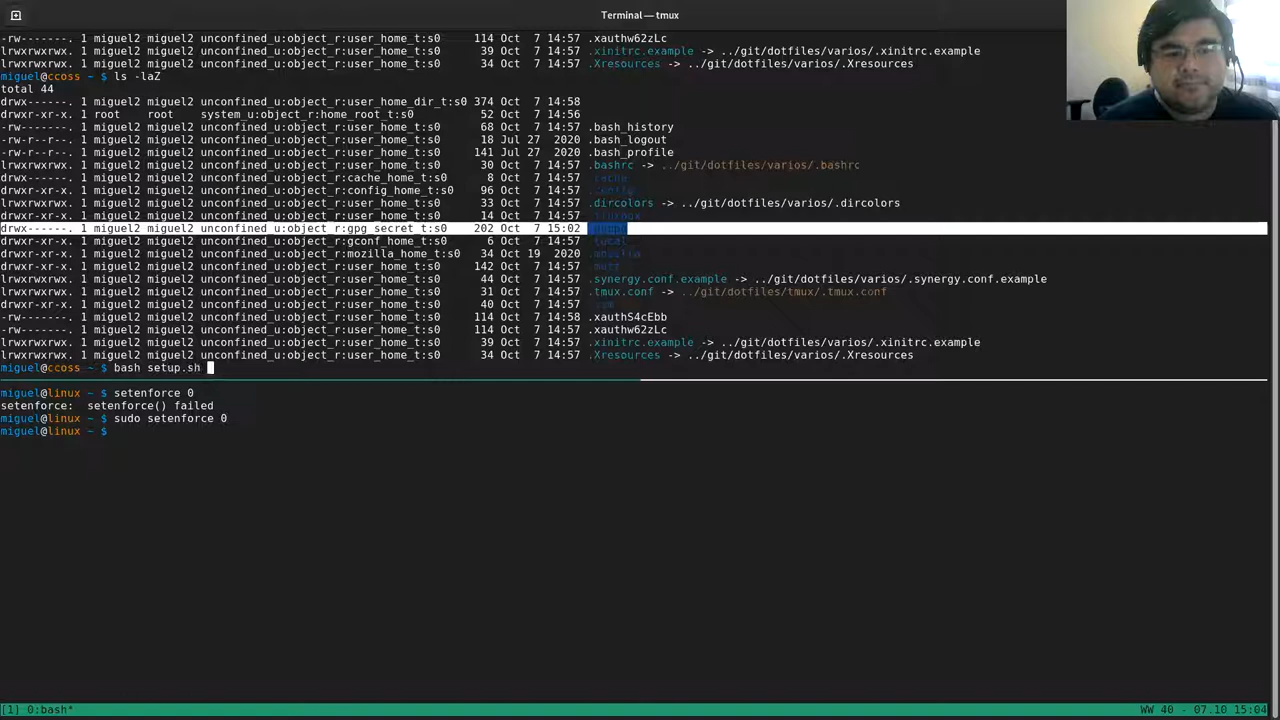 Terminal — tmux
-rw-------. 1 miguel2 miguel2 unconfined_u:object_r:user_home_t:s0 114 Oct 7 14:57 .xauthw62zLc
lrwxrwxrwx. 1 miguel2 miguel2 unconfined_u:object_r:user_home_t:s0 39 Oct 7 14:57 .xinitrc.example -> ../git/dotfiles/varios/.xinitrc.example
lrwxrwxrwx. 1 miguel2 miguel2 unconfined_u:object_r:user_home_t:s0 34 Oct 7 14:57 .Xresources -> ../git/dotfiles/varios/.Xresources
miguel@ccoss ~ $ ls -laZ
total 44
drwx------. 1 miguel2 miguel2 unconfined_u:object_r:user_home_dir_t:s0 374 Oct 7 14:58
drwxr-xr-x. 1 root root system_u:object_r:home_root_t:s0 52 Oct 7 14:56
-rw-------. 1 miguel2 miguel2 unconfined_u:object_r:user_home_t:s0 68 Oct 7 14:57 .bash_history
-rw-r--r--. 1 miguel2 miguel2 unconfined_u:object_r:user_home_t:s0 18 Jul 27 2020 .bash_logout
-rw-r--r--. 1 miguel2 miguel2 unconfined_u:object_r:user_home_t:s0 141 Jul 27 2020 .bash_profile
lrwxrwxrwx. 1 miguel2 miguel2 unconfined_u:object_r:user_home_t:s0 30 Oct 7 14:57 .bashrc -> ../git/dotfiles/varios/.bashrc
drwxr-xr-x. 1 miguel2 miguel2 unconfined_u:object_r:cache_home_t:s0 8 Oct 7 14:57 .cache
drwxr-xr-x. 1 miguel2 miguel2 unconfined_u:object_r:config_home_t:s0 96 Oct 7 14:57 .config
lrwxrwxrwx. 1 miguel2 miguel2 unconfined_u:object_r:user_home_t:s0 33 Oct 7 14:57 .dircolors -> ../git/dotfiles/varios/.dircolors
drwxr-xr-x. 1 miguel2 miguel2 unconfined_u:object_r:user_home_t:s0 14 Oct 7 14:57
drwx------. 1 miguel2 miguel2 unconfined_u:object_r:gpg_secret_t:s0 202 Oct 7 15:02
drwxr-xr-x. 1 miguel2 miguel2 unconfined_u:object_r:gconf_home_t:s0 6 Oct 7 14:57 .local
drwxr-xr-x. 1 miguel2 miguel2 unconfined_u:object_r:mozilla_home_t:s0 34 Oct 19 2020 .mozilla
drwxr-xr-x. 1 miguel2 miguel2 unconfined_u:object_r:user_home_t:s0 142 Oct 7 14:57
lrwxrwxrwx. 1 miguel2 miguel2 unconfined_u:object_r:user_home_t:s0 44 Oct 7 14:57 .synergy.conf.example -> ../git/dotfiles/varios/.synergy.conf.example
lrwxrwxrwx. 1 miguel2 miguel2 unconfined_u:object_r:user_home_t:s0 31 Oct 7 14:57 .tmux.conf -> ../git/dotfiles/tmux/.tmux.conf
drwxr-xr-x. 1 miguel2 miguel2 unconfined_u:object_r:user_home_t:s0 40 Oct 7 14:57
-rw-------. 1 miguel2 miguel2 unconfined_u:object_r:user_home_t:s0 114 Oct 7 14:58 .xauthS4cEbb
-rw-------. 1 miguel2 miguel2 unconfined_u:object_r:user_home_t:s0 114 Oct 7 14:57 .xauthw62zLc
lrwxrwxrwx. 1 miguel2 miguel2 unconfined_u:object_r:user_home_t:s0 39 Oct 7 14:57 .xinitrc.example -> ../git/dotfiles/varios/.xinitrc.example
lrwxrwxrwx. 1 miguel2 miguel2 unconfined_u:object_r:user_home_t:s0 34 Oct 7 14:57 .Xresources -> ../git/dotfiles/varios/.Xresources
miguel@ccoss ~ $ bash setup.sh
miguel@linux ~ $ setenforce 0
setenforce: setenforce() failed
miguel@linux ~ $ sudo setenforce 0
miguel@linux ~ $
[1] 0:bash* WW 40 - 07.10 15:04